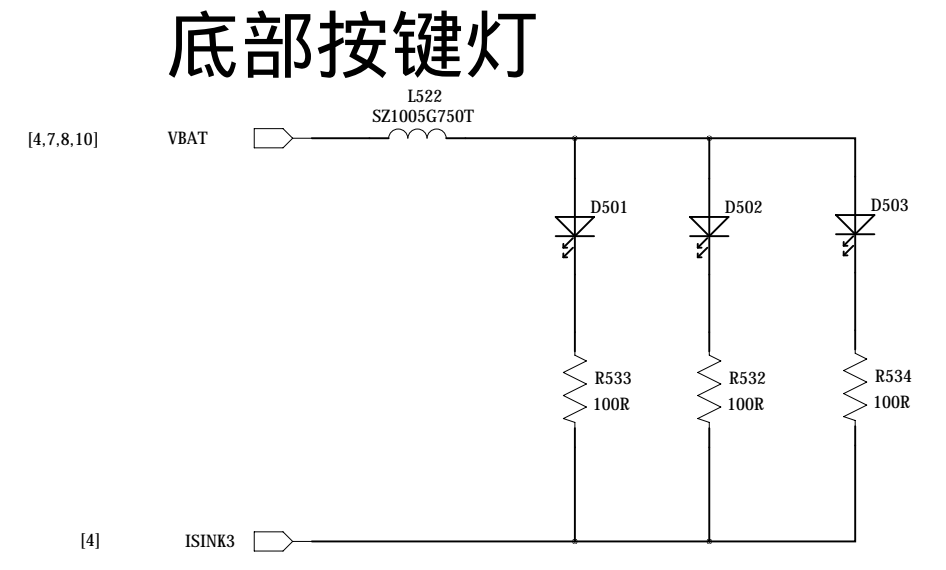 底部按键灯
L522
SZ1005G750T
[4,7,8,10] VBAT
D501 D502 D503
R533 R532 R534
100R 100R 100R
[4] ISINK3